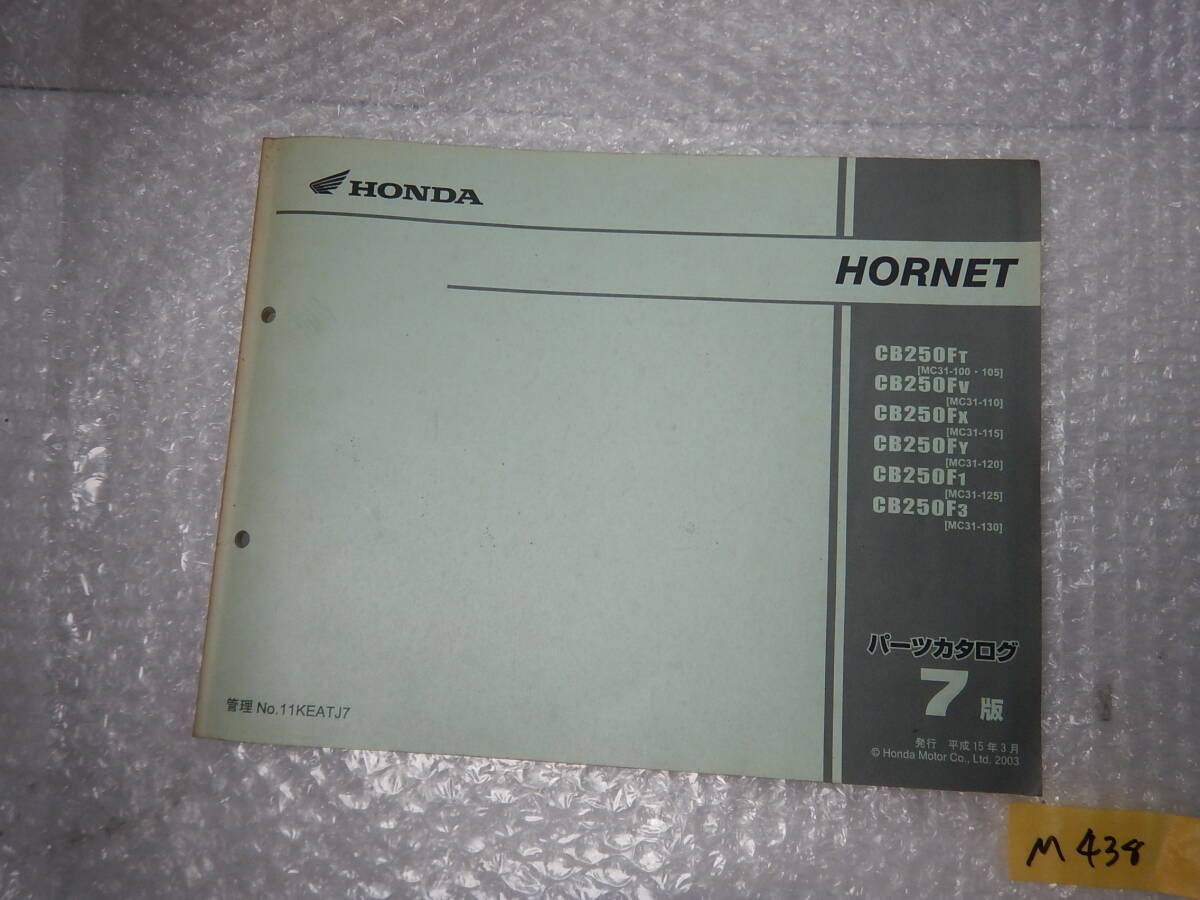 HONDA
HORNET
CB250FT
[MC31-100・105]
CB250FV
[MC31-110]
CB250FX
[MC31-115]
CB250FY
[MC31-120]
CB250F1
[MC31-125]
CB250F3
[MC31-130]
パーツカタログ
7版
発行 平成15年3月
© Honda Motor Co., Ltd. 2003
管理 No.11KEATJ7
M438